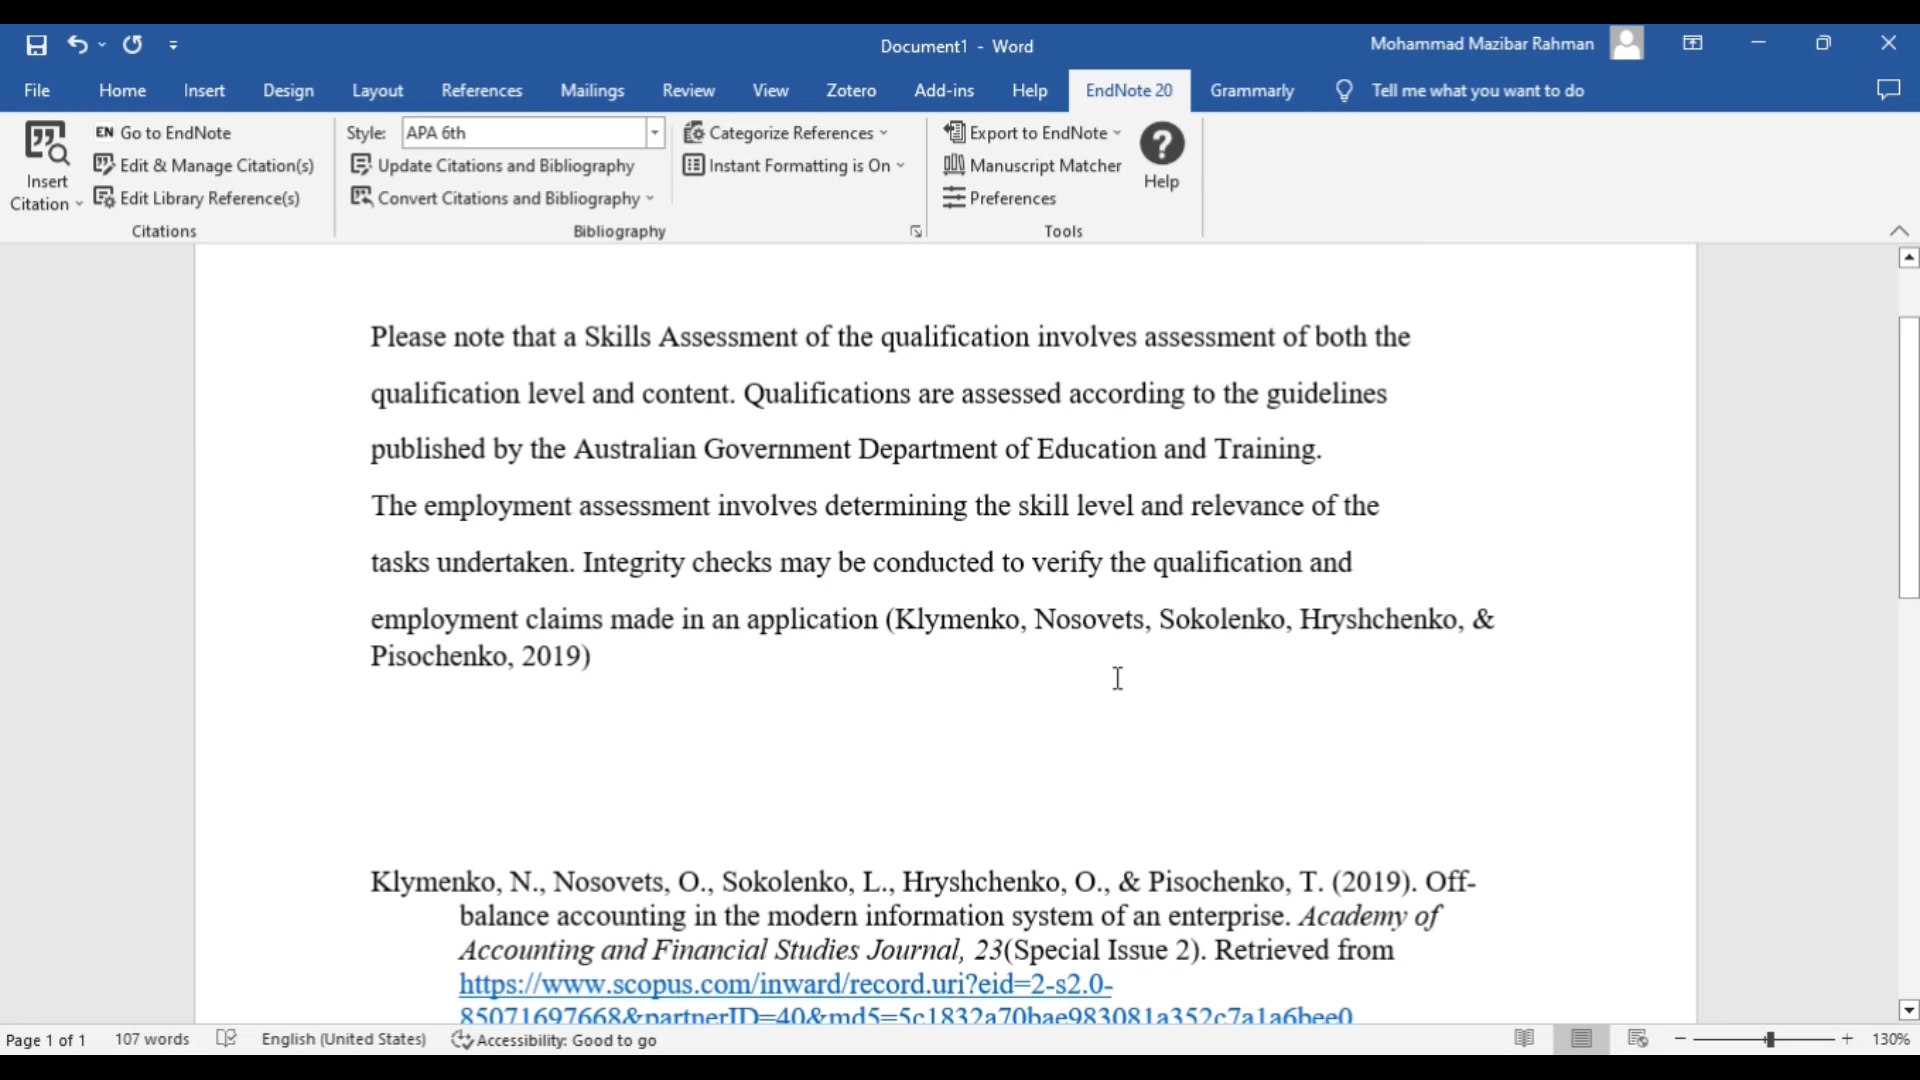 Document1 - Word
Mohammad Mazibar Rahman
File Home Insert Design Layout References Mailings Review View Zotero Add-ins Help EndNote 20 Grammarly Tell me what you want to do
Insert
Citation
EN Go to EndNote
Edit & Manage Citation(s)
Edit Library Reference(s)
Citations
Style: APA 6th
Update Citations and Bibliography
Convert Citations and Bibliography
Categorize References
Instant Formatting is On
Bibliography
Export to EndNote
Manuscript Matcher
Preferences
Tools
Help
Please note that a Skills Assessment of the qualification involves assessment of both the
qualification level and content. Qualifications are assessed according to the guidelines
published by the Australian Government Department of Education and Training.
The employment assessment involves determining the skill level and relevance of the
tasks undertaken. Integrity checks may be conducted to verify the qualification and
employment claims made in an application (Klymenko, Nosovets, Sokolenko, Hryshchenko, &
Pisochenko, 2019)
Klymenko, N., Nosovets, O., Sokolenko, L., Hryshchenko, O., & Pisochenko, T. (2019). Off-
balance accounting in the modern information system of an enterprise. Academy of
Accounting and Financial Studies Journal, 23(Special Issue 2). Retrieved from
https://www.scopus.com/inward/record.uri?eid=2-s2.0-
85071697668&partnerID=40&md5=5c1832a70bae983081a352c7a1a6bee0
Page 1 of 1 107 words English (United States) Accessibility: Good to go 130%